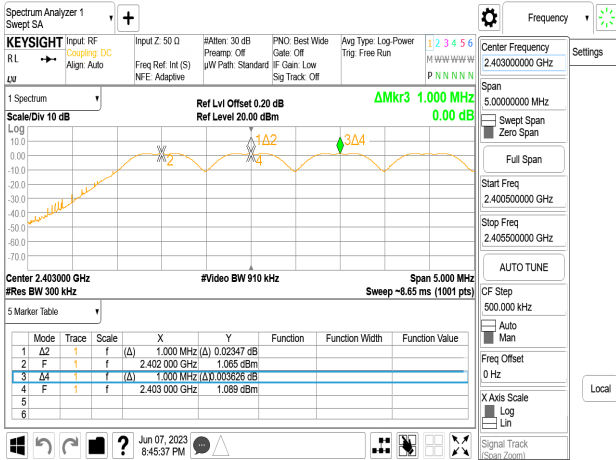 Spectrum Analyzer 1
Swept SA
Frequency
KEYSIGHT
RL
LXI
Input: RF
Coupling: DC
Align: Auto
Input Z: 50 Ω
Freq Ref: Int (S)
NFE: Adaptive
#Atten: 30 dB
Preamp: Off
µW Path: Standard
PNO: Best Wide
Gate: Off
IF Gain: Low
Sig Track: Off
Avg Type: Log-Power
Trig: Free Run
1 2 3 4 5 6
M W W W W W
P N N N N N
1 Spectrum
Scale/Div 10 dB
Ref Lvl Offset 0.20 dB
Ref Level 20.00 dBm
ΔMkr3 1.000 MHz
0.00 dB
Log
10.0
0.00
-10.0
-20.0
-30.0
-40.0
-50.0
-60.0
-70.0
2
1Δ2
4
3Δ4
Center 2.403000 GHz
#Video BW 910 kHz
Span 5.000 MHz
#Res BW 300 kHz
Sweep ~8.65 ms (1001 pts)
5 Marker Table
Mode Trace Scale X Y Function Function Width Function Value
1 Δ2 1 f (Δ) 1.000 MHz (Δ) 0.02347 dB
2 F 1 f 2.402 000 GHz 1.065 dBm
3 Δ4 1 f (Δ) 1.000 MHz (Δ)0.003626 dB
4 F 1 f 2.403 000 GHz 1.089 dBm
5
6
Jun 07, 2023
8:45:37 PM
Center Frequency
2.403000000 GHz
Span
5.00000000 MHz
Swept Span
Zero Span
Full Span
Start Freq
2.400500000 GHz
Stop Freq
2.405500000 GHz
AUTO TUNE
CF Step
500.000 kHz
Auto
Man
Freq Offset
0 Hz
X Axis Scale
Log
Lin
Signal Track
(Span Zoom)
Settings
Local